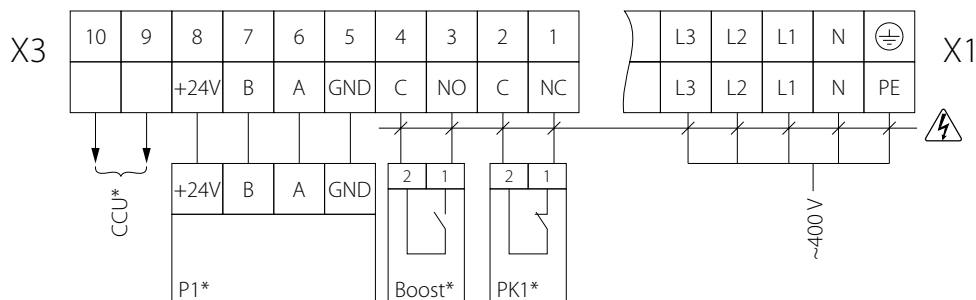 X3 10 9 8 7 6 5 4 3 2 1 L3 L2 L1 N X1
+24V B A GND C NO C NC L3 L2 L1 N PE
CCU* +24V B A GND 2 1 2 1
~400 V
P1* Boost* PK1*